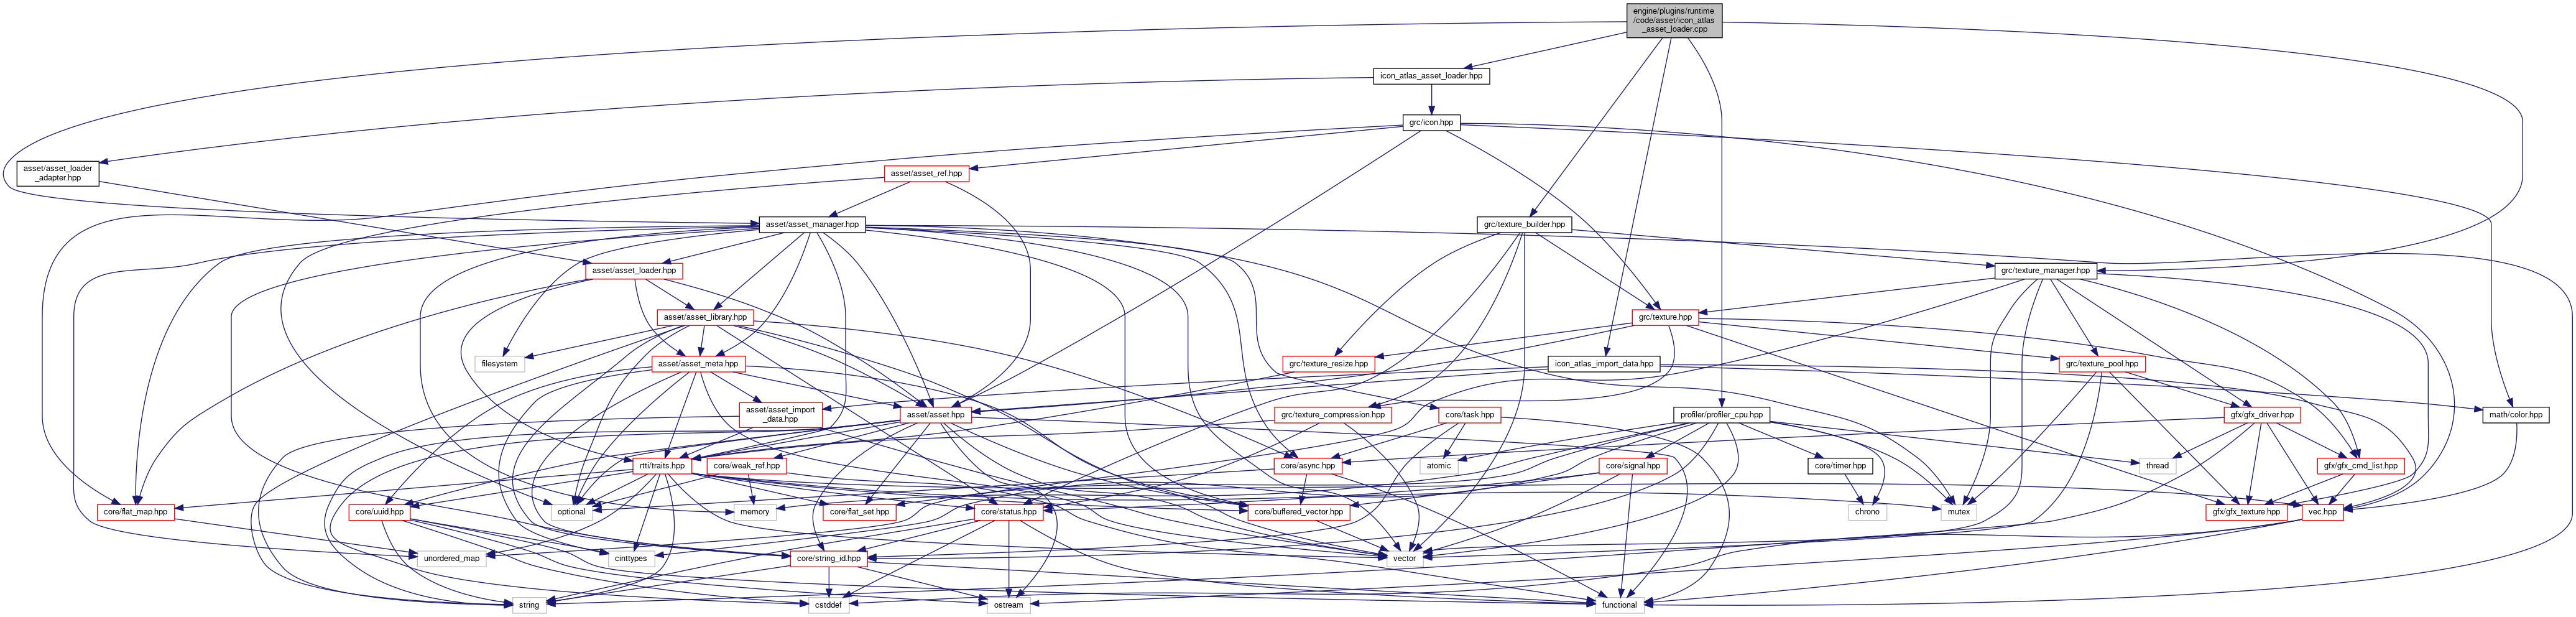 engine/plugins/runtime
/code/asset/icon_atlas
_asset_loader.cpp
icon_atlas_asset_loader.hpp
grc/icon.hpp
asset/asset_loader
_adapter.hpp
asset/asset_ref.hpp
asset/asset_manager.hpp
grc/texture_builder.hpp
asset/asset_loader.hpp
grc/texture_manager.hpp
asset/asset_library.hpp
grc/texture.hpp
filesystem
asset/asset_meta.hpp
grc/texture_resize.hpp
icon_atlas_import_data.hpp
grc/texture_pool.hpp
asset/asset_import
_data.hpp
asset/asset.hpp
grc/texture_compression.hpp
core/task.hpp
profiler/profiler_cpu.hpp
gfx/gfx_driver.hpp
math/color.hpp
rtti/traits.hpp
core/weak_ref.hpp
core/async.hpp
atomic
core/signal.hpp
core/timer.hpp
thread
gfx/gfx_cmd_list.hpp
core/flat_map.hpp
core/uuid.hpp
optional
memory
core/flat_set.hpp
core/status.hpp
core/buffered_vector.hpp
chrono
mutex
gfx/gfx_texture.hpp
vec.hpp
unordered_map
cinttypes
core/string_id.hpp
vector
string
cstddef
ostream
functional